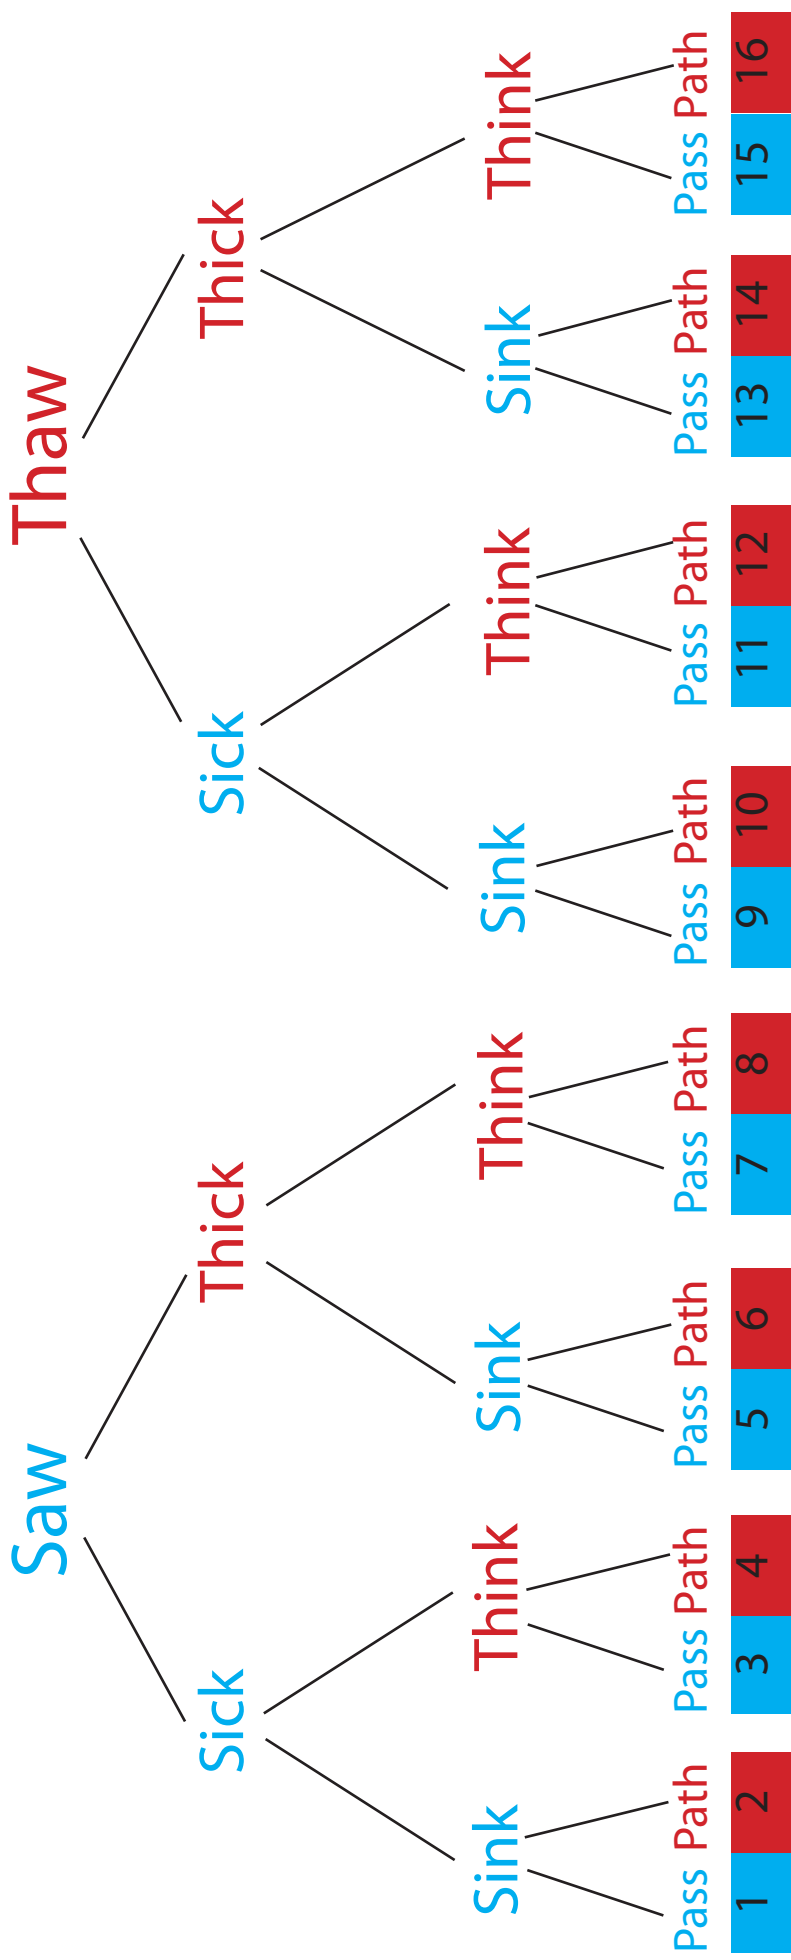 Saw Thaw
Sick Thick Sick Thick
Sink Think Sink Think Sink Think Sink Think
Pass Path Pass Path Pass Path Pass Path Pass Path Pass Path Pass Path Pass Path
1 2 3 4 5 6 7 8 9 10 11 12 13 14 15 16